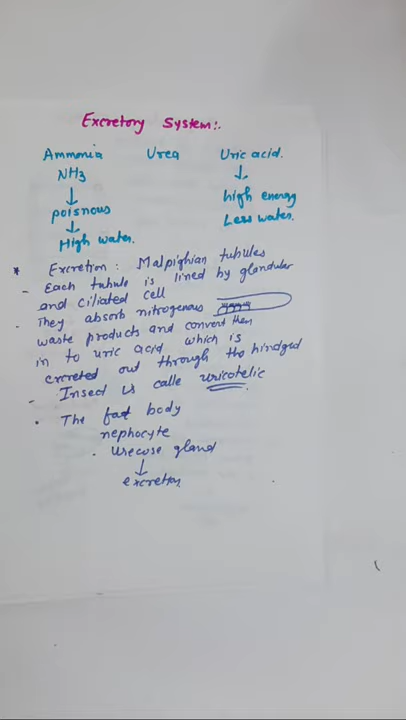 Excretory System:.
Ammonia Urea Uric acid.
NH3
poisnous high energy
High water. Less water.
* Excretion: Malpighian tubules
- Each tubule is lined by glandular
and ciliated cell
. They absorb nitrogenous
waste products and convert then
in to uric acid which is
excreted out through the hindged
- Insect is calle uricotelic.
. The fat body
nephocyte
. Urecose gland
↓
excretion